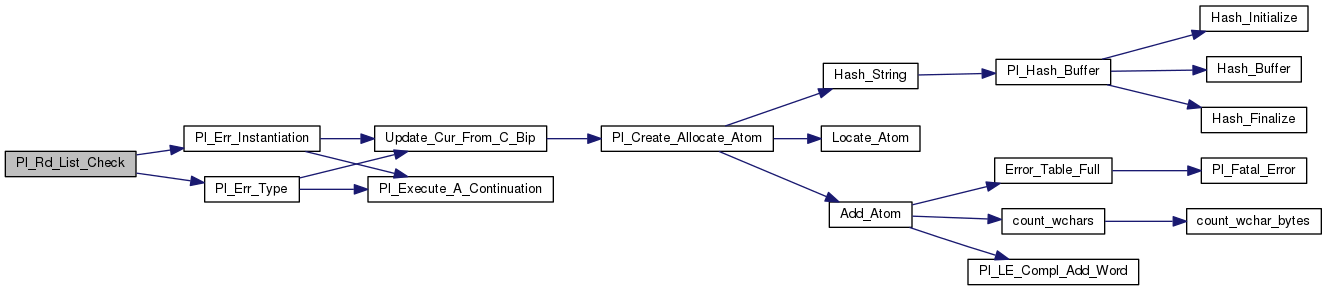 Pl_Rd_List_Check
Pl_Err_Instantiation
Pl_Err_Type
Update_Cur_From_C_Bip
Pl_Execute_A_Continuation
Pl_Create_Allocate_Atom
Hash_String
Locate_Atom
Add_Atom
Pl_Hash_Buffer
Hash_Initialize
Hash_Buffer
Hash_Finalize
Error_Table_Full
Pl_Fatal_Error
count_wchars
count_wchar_bytes
Pl_LE_Compl_Add_Word